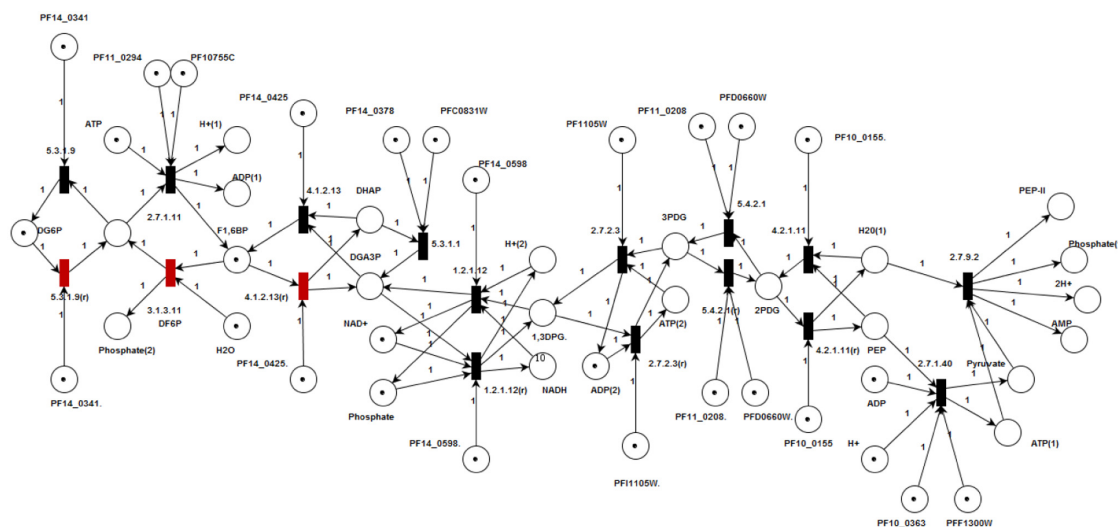 PF14_0341
PF11_0294
PF10755C
PF14_0425
PF14_0378
PFC0831W
PF14_0598
PF1105W
PF11_0208
PFD0660W
PF10_0155.
PEP-II
ATP
H+(1)
5.3.1.9
ADP(1)
4.1.2.13
DHAP
5.4.2.1
DG6P
2.7.1.11
F1,6BP
5.3.1.1
H+(2)
2.7.2.3
3PDG
4.2.1.11
H20(1)
Phosphate(
DGA3P
1.2.1.12
2.7.9.2
2H+
5.3.1.9(r)
3.1.3.11
DF6P
4.1.2.13(r)
NAD+
1,3DPG.
ATP(2)
5.4.2.1(r)
2PDG
AMP
Phosphate(2)
H2O
10
2.7.2.3(r)
4.2.1.11(r)
PEP
PF14_0425.
1.2.1.12(r)
NADH
ADP(2)
2.7.1.40
Pyruvate
PF14_0341.
Phosphate
ADP
PF14_0598.
PF11_0208.
PFD0660W.
PF10_0155
H+
ATP(1)
PFI1105W.
PF10_0363
PFF1300W